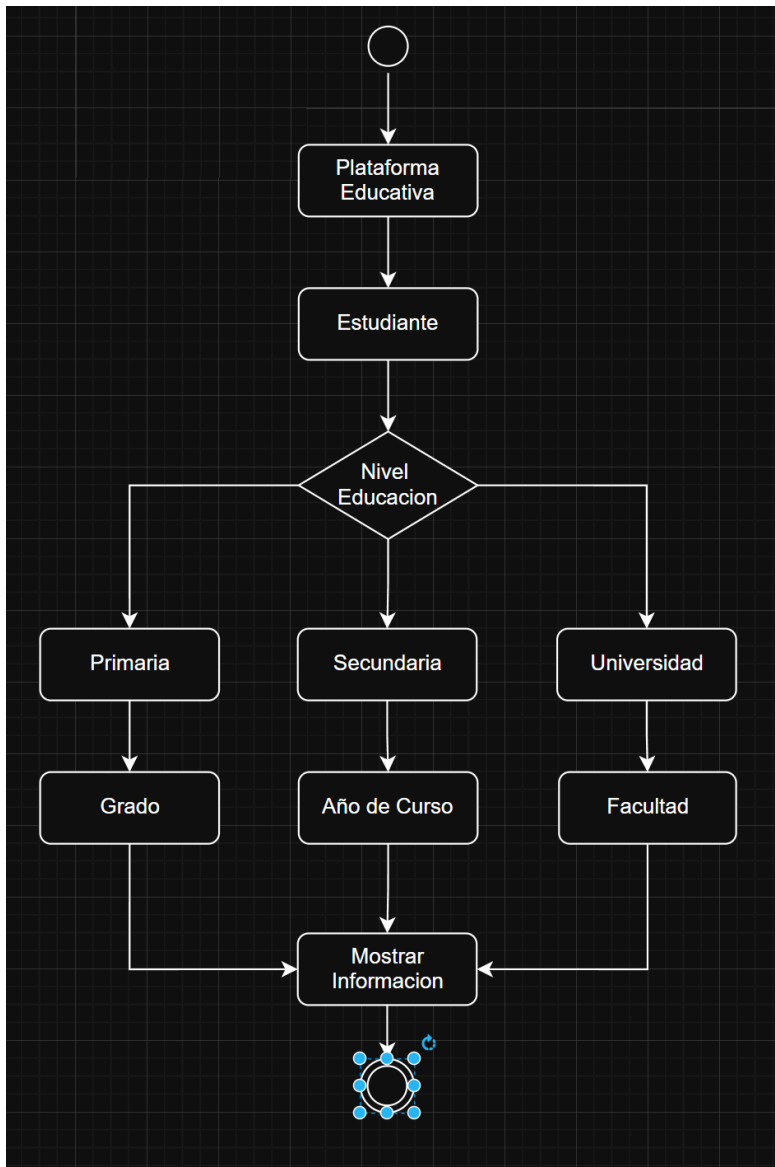 Plataforma
Educativa
Estudiante
Nivel
Educacion
Primaria
Secundaria
Universidad
Grado
Año de Curso
Facultad
Mostrar
Informacion